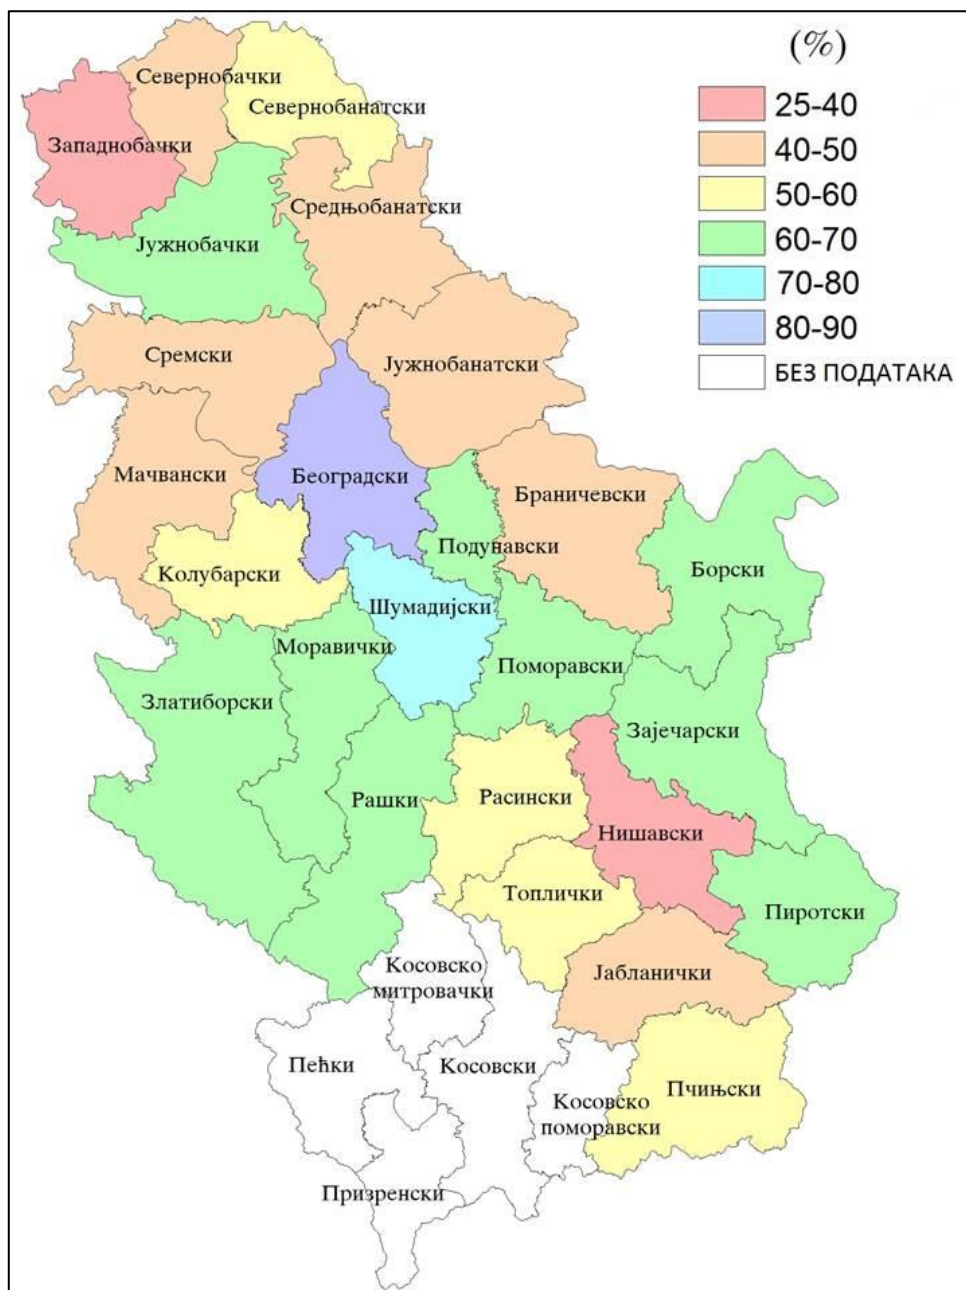 (%)
25-40
40-50
50-60
60-70
70-80
80-90
БЕЗ ПОДАТАКА
Севернобачки
Севернобанатски
Западнобачки
Средњобанатски
Јужнобачки
Сремски
Јужнобанатски
Мачвански
Београдски
Браничевски
Подунавски
Колубарски
Борски
Шумадијски
Моравички
Поморавски
Златиборски
Зајечарски
Рашки
Расински
Нишавски
Топлички
Пиротски
Косовско
митровачки
Јабланички
Пећки
Косовски
Пчињски
Косовско
поморавски
Призренски